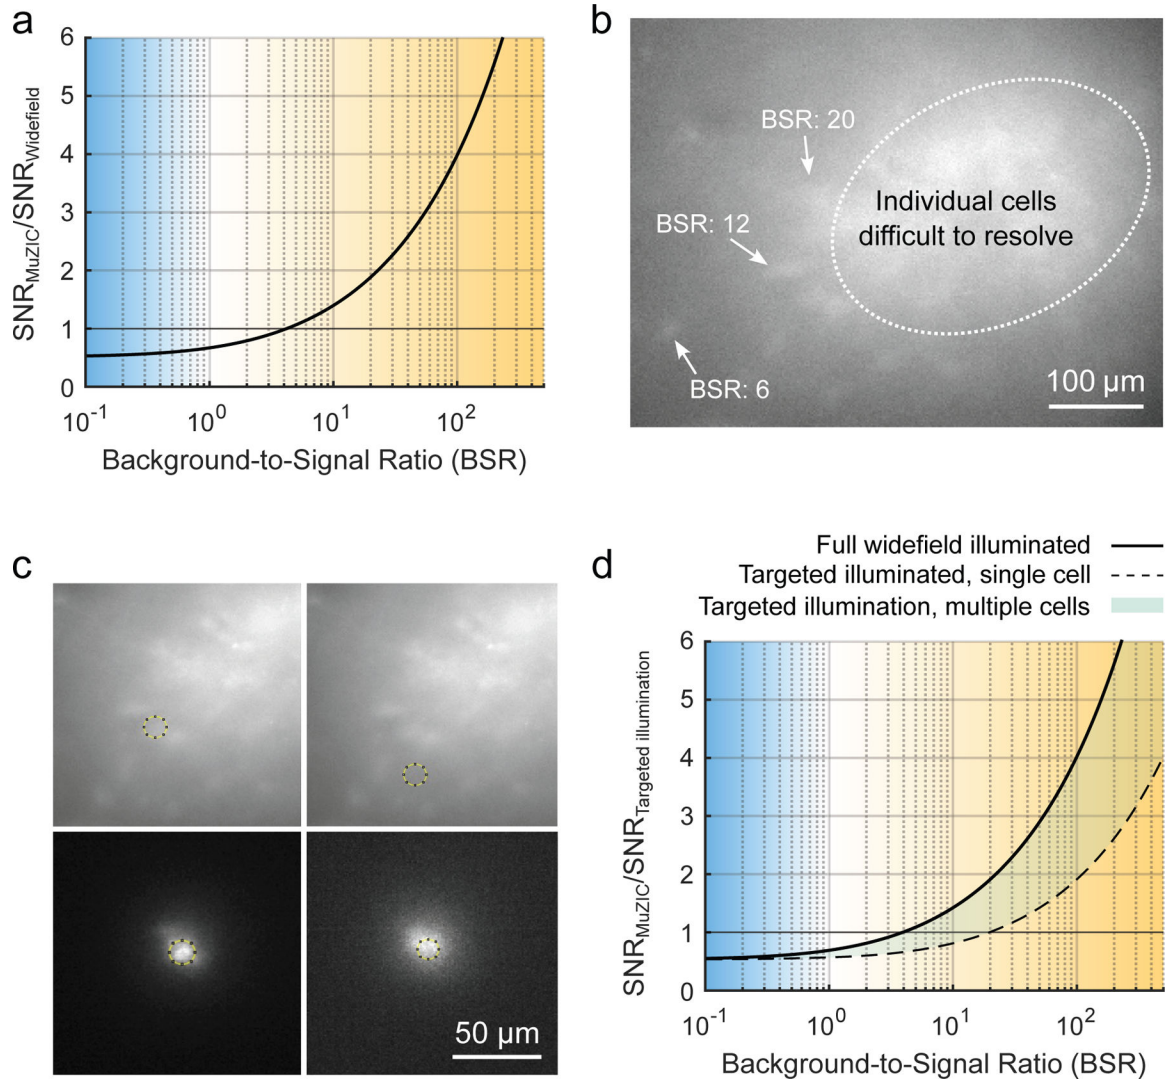 a
6
5
4
3
2
1
0
SNR_MuZIC/SNR_Widefield
10^-1
10^0
10^1
10^2
Background-to-Signal Ratio (BSR)
b
BSR: 20
BSR: 12
BSR: 6
Individual cells
difficult to resolve
100 µm
c
50 µm
d
Full widefield illuminated
Targeted illuminated, single cell
Targeted illumination, multiple cells
6
5
4
3
2
1
0
SNR_MuZIC/SNR_Targeted illumination
10^-1
10^0
10^1
10^2
Background-to-Signal Ratio (BSR)